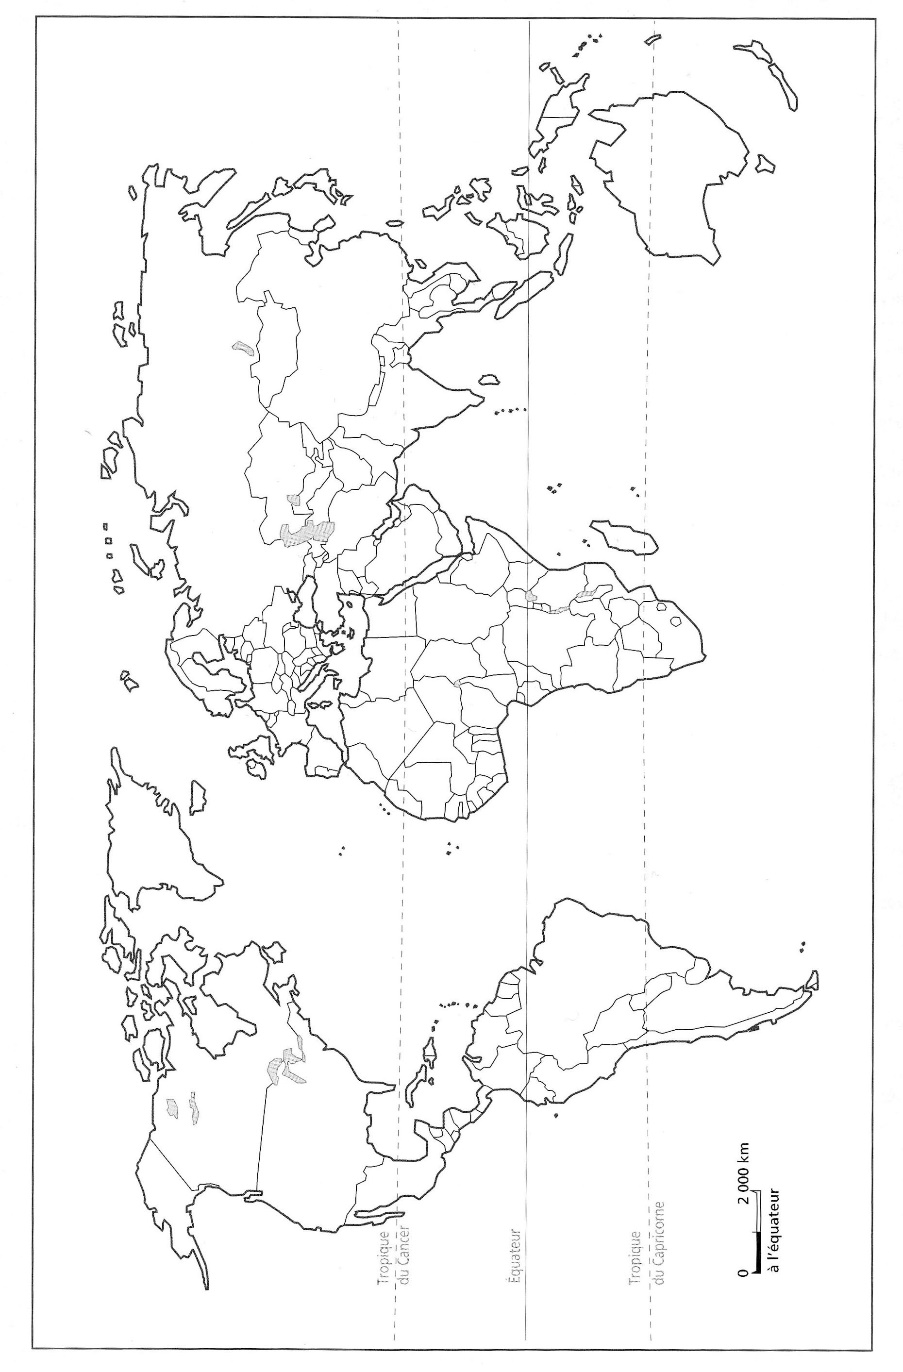 Tropique
du Cancer
Équateur
Tropique
du Capricorne
0 2 000 km
à l'équateur